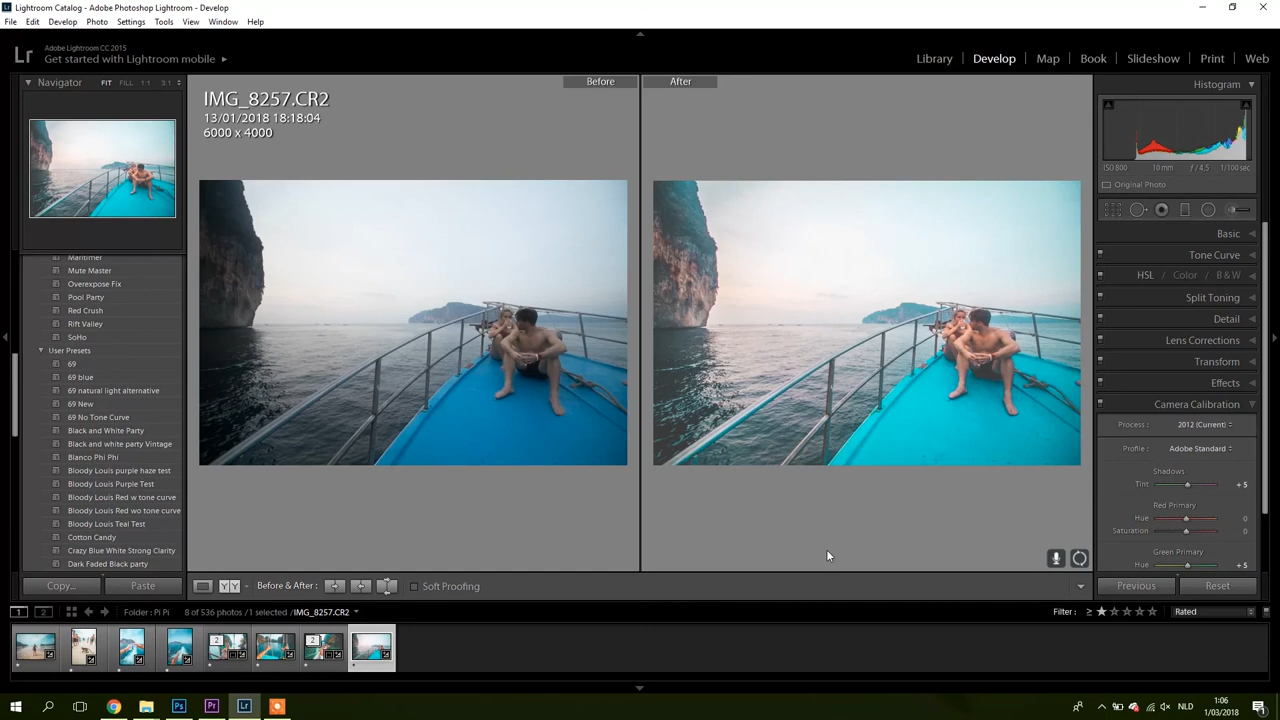 Lightroom Catalog - Adobe Photoshop Lightroom - Develop
File Edit Develop Photo Settings Tools View Window Help
Lr Adobe Lightroom CC 2015
Get started with Lightroom mobile
Library | Develop | Map | Book | Slideshow | Print | Web
Navigator FIT FILL 1:1 3:1
Before After
Histogram
IMG_8257.CR2
13/01/2018 18:18:04
6000 x 4000
ISO 800 10 mm f / 4,5 1/100 sec
Original Photo
Basic
Tone Curve
HSL / Color / B & W
Split Toning
Detail
Lens Corrections
Transform
Effects
Camera Calibration
Process : 2012 (Current)
Profile : Adobe Standard
Shadows
Tint + 5
Red Primary
Hue 0
Saturation 0
Green Primary
Hue + 5
Maritimer
Mute Master
Overexpose Fix
Pool Party
Red Crush
Rift Valley
SoHo
User Presets
69
69 blue
69 natural light alternative
69 New
69 No Tone Curve
Black and White Party
Black and white party Vintage
Blanco Phi Phi
Bloody Louis purple haze test
Bloody Louis Purple Test
Bloody Louis Red w tone curve
Bloody Louis Red wo tone curve
Bloody Louis Teal Test
Cotton Candy
Crazy Blue White Strong Clarity
Dark Faded Black party
Copy... Paste
Y Y Before & After : Soft Proofing
Previous Reset
1 2 Folder : Pi Pi 8 of 536 photos / 1 selected / IMG_8257.CR2
Filter : ≥ ★ Rated
2 2
Ps Pr Lr
NLD 1:06
1/03/2018
1